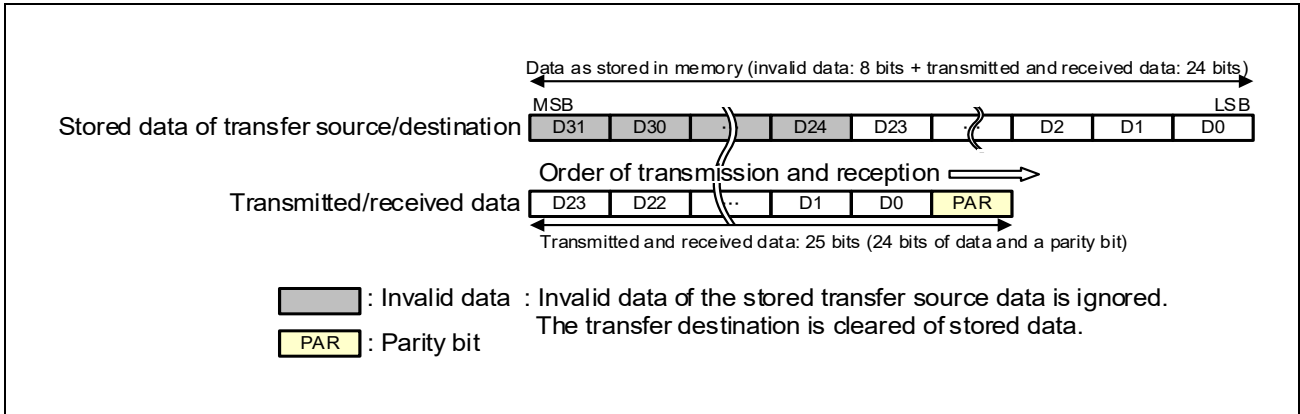 Data as stored in memory (invalid data: 8 bits + transmitted and received data: 24 bits)
MSB LSB
Stored data of transfer source/destination D31 D30 ... D24 D23 ... D2 D1 D0
Order of transmission and reception
Transmitted/received data D23 D22 ... D1 D0 PAR
Transmitted and received data: 25 bits (24 bits of data and a parity bit)
: Invalid data : Invalid data of the stored transfer source data is ignored.
The transfer destination is cleared of stored data.
PAR : Parity bit